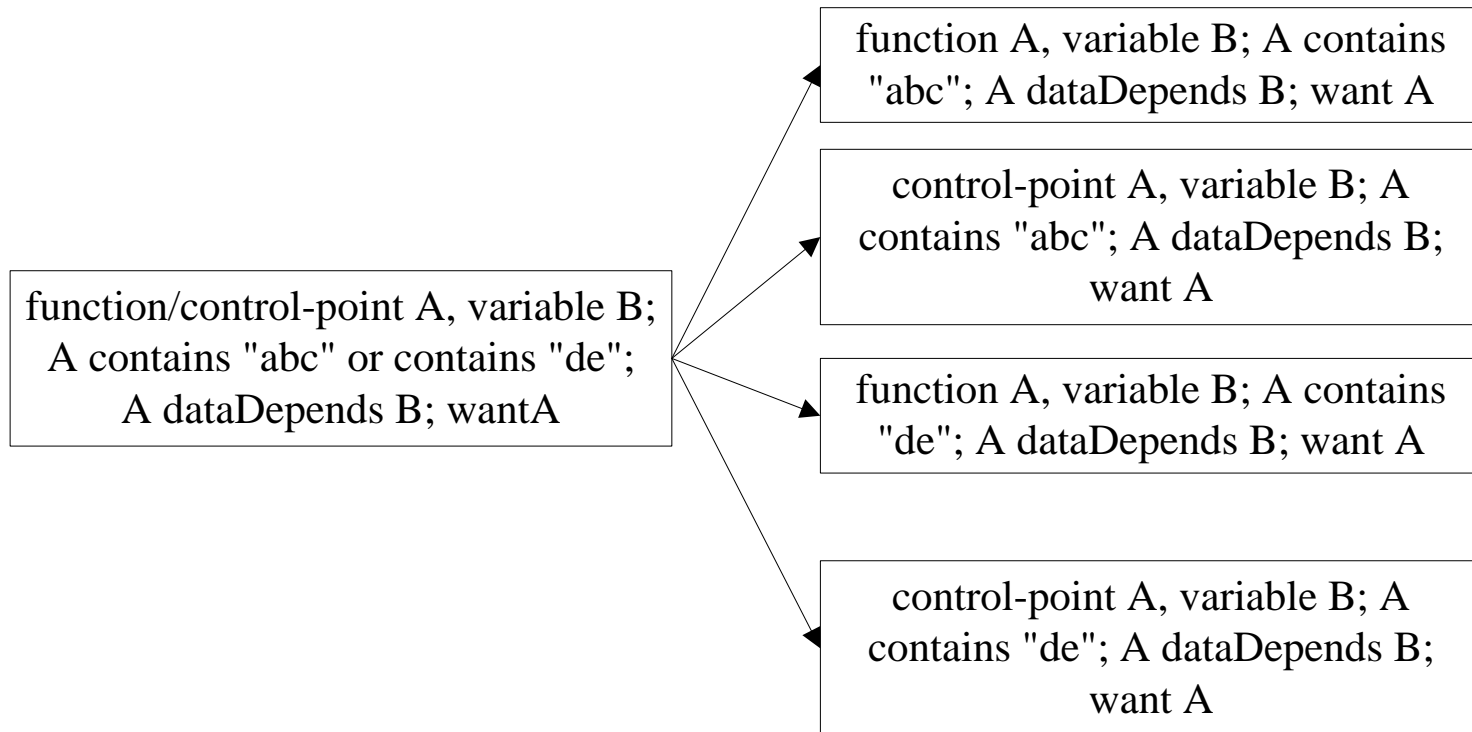 function/control-point A, variable B;
A contains "abc" or contains "de";
A dataDepends B; wantA
function A, variable B; A contains
"abc"; A dataDepends B; want A
control-point A, variable B; A
contains "abc"; A dataDepends B;
want A
function A, variable B; A contains
"de"; A dataDepends B; want A
control-point A, variable B; A
contains "de"; A dataDepends B;
want A